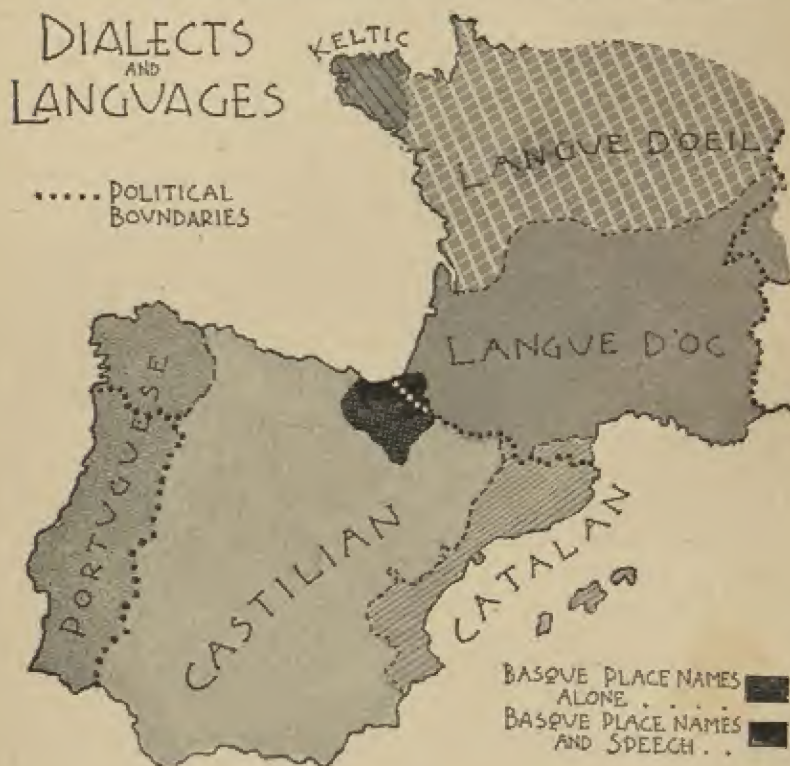 DIALECTS
AND
LANGUAGES
KELTIC
LANGUE D'OEIL
..... POLITICAL
BOUNDARIES
LANGUE D'OC
PORTUGUESE
CASTILIAN
CATALAN
BASQUE PLACE NAMES
ALONE . . . .
BASQUE PLACE NAMES
AND SPEECH . .